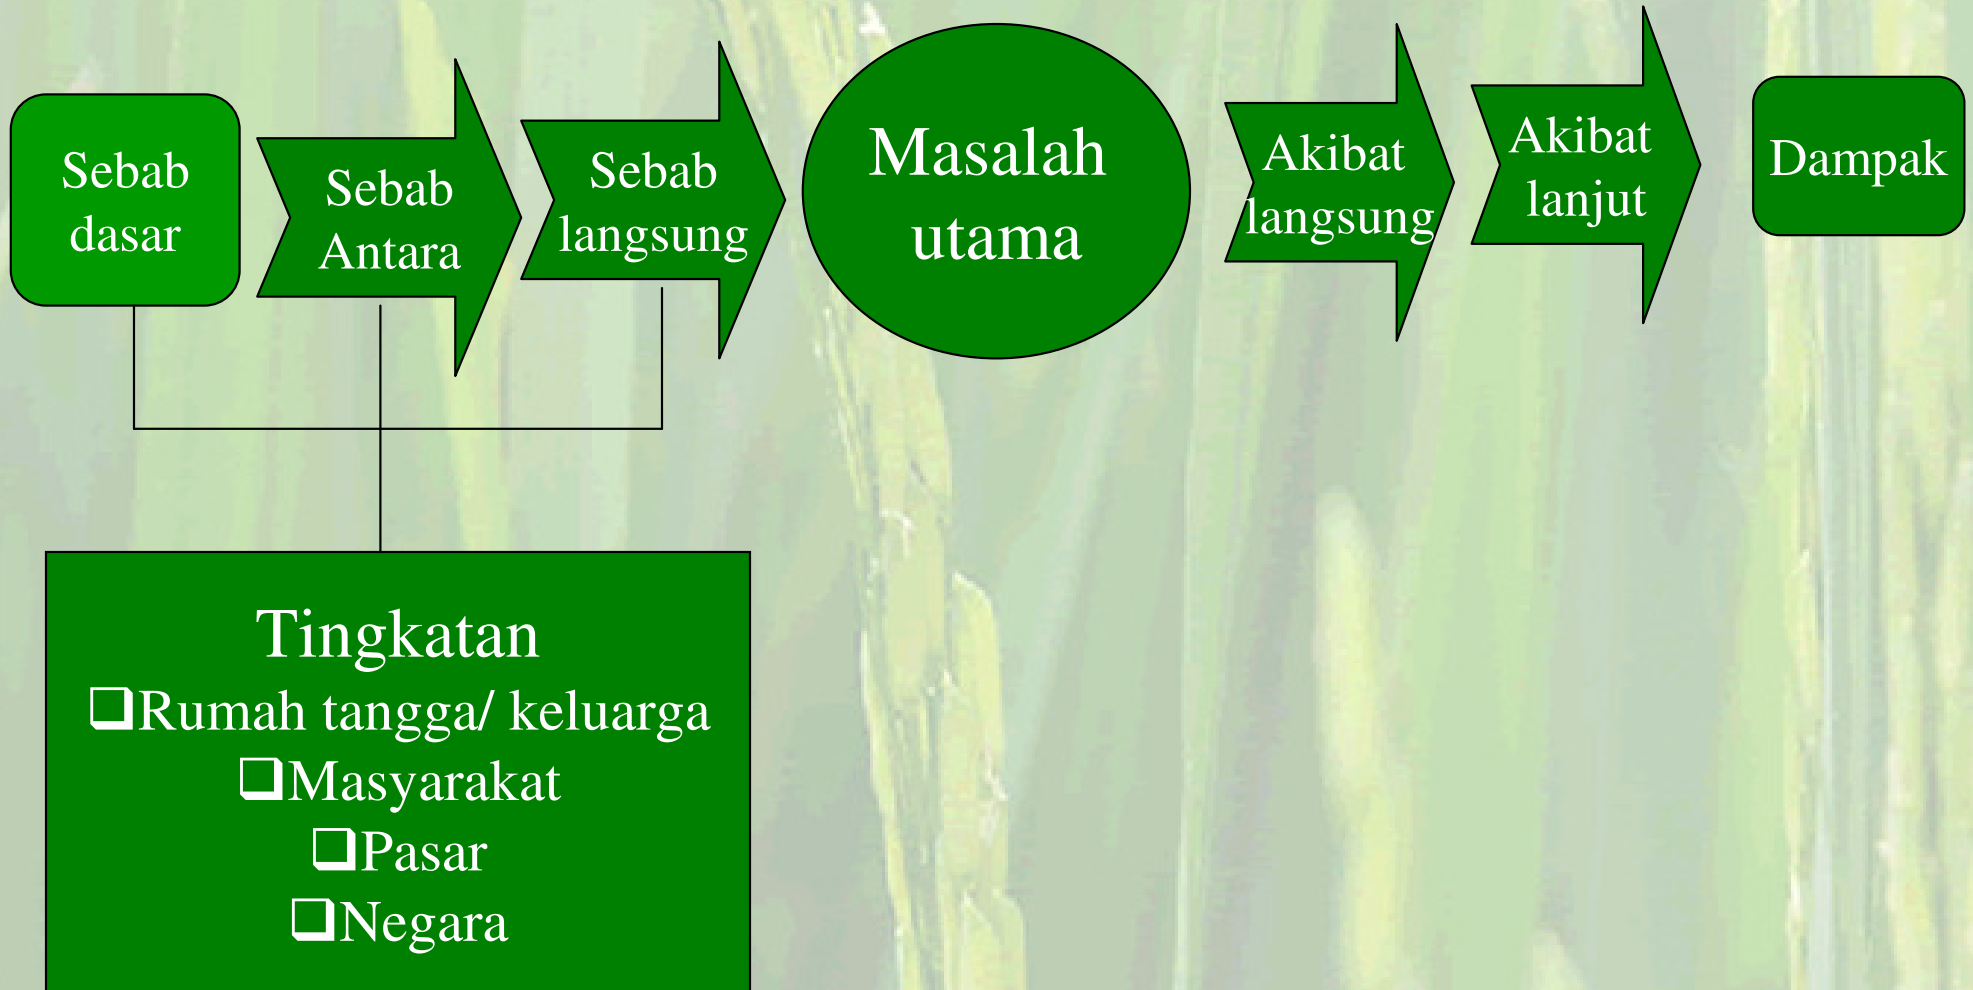 Sebab
dasar
Sebab
Antara
Sebab
langsung
Masalah
utama
Akibat
langsung
Akibat
lanjut
Dampak
Tingkatan
❑Rumah tangga/ keluarga
❑Masyarakat
❑Pasar
❑Negara